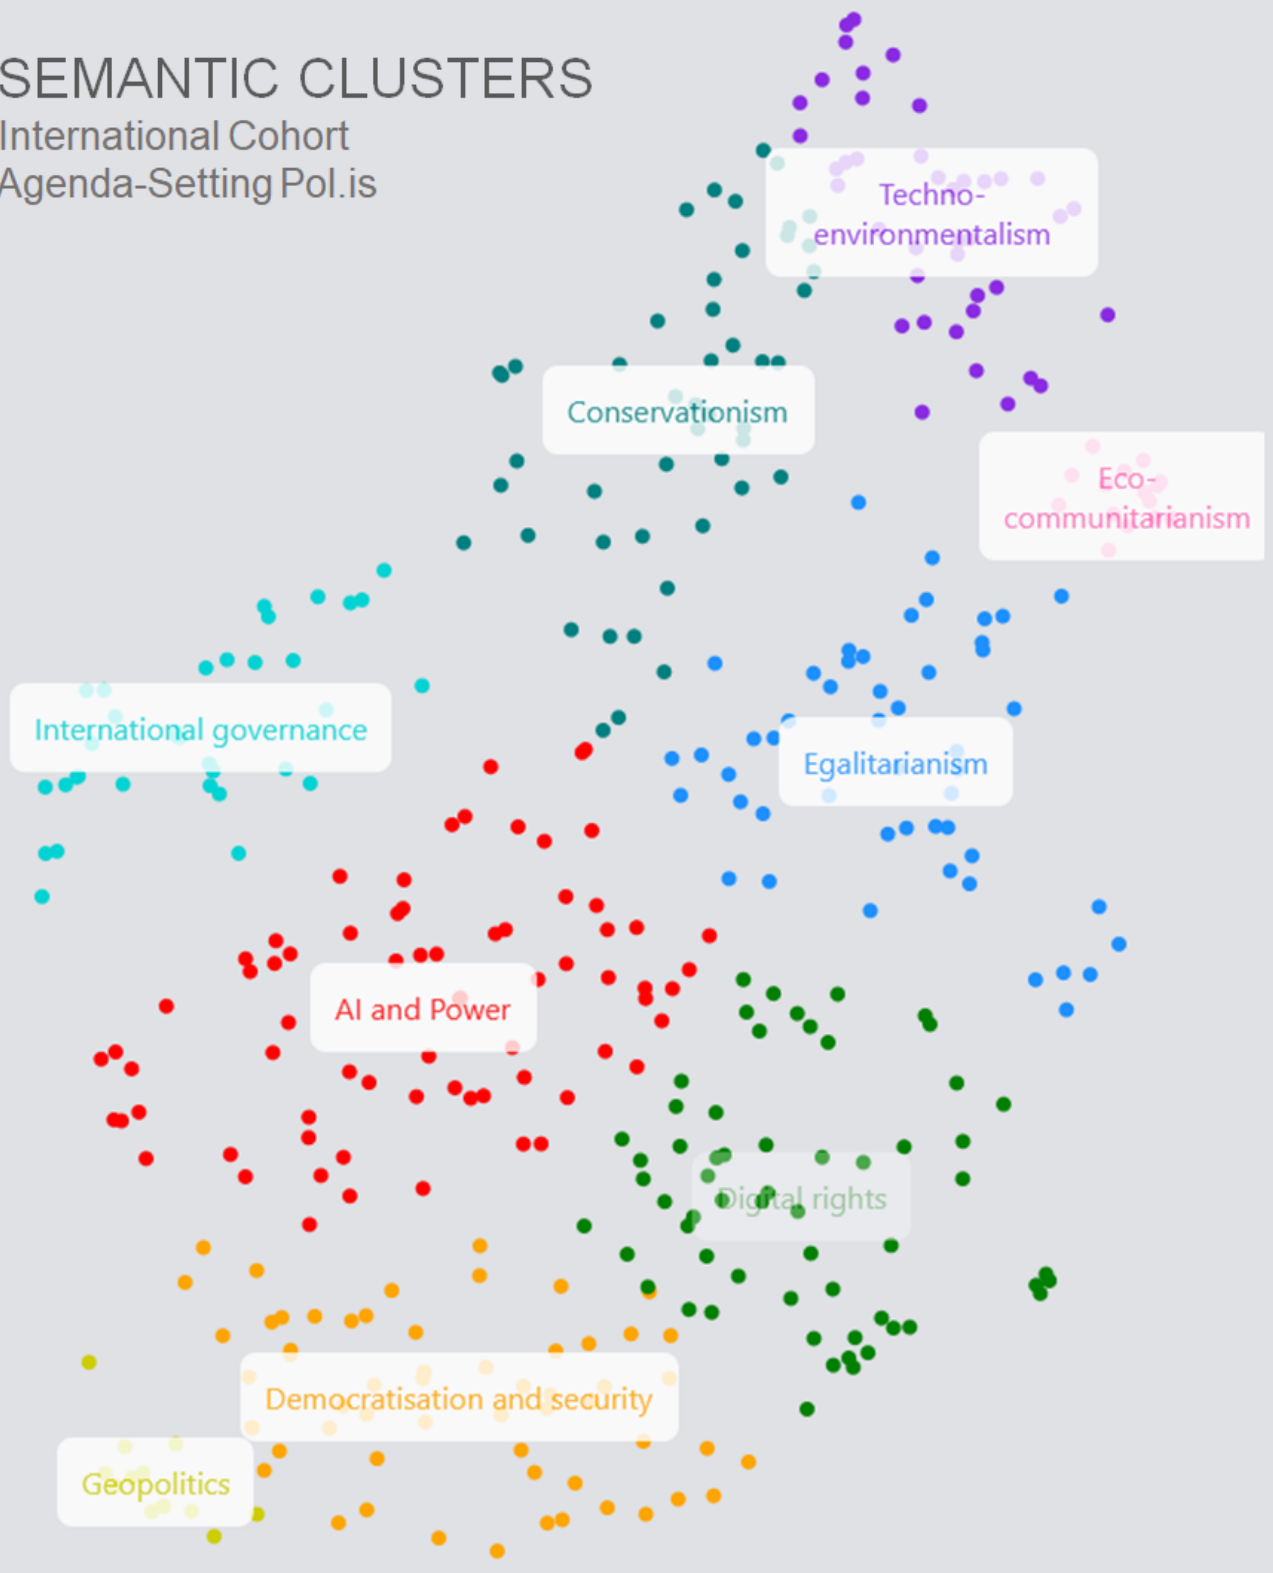 SEMANTIC CLUSTERS
International Cohort
Agenda-Setting Pol.is
Techno-
environmentalism
Conservationism
Eco-
communitarianism
International governance
Egalitarianism
AI and Power
Digital rights
Democratisation and security
Geopolitics